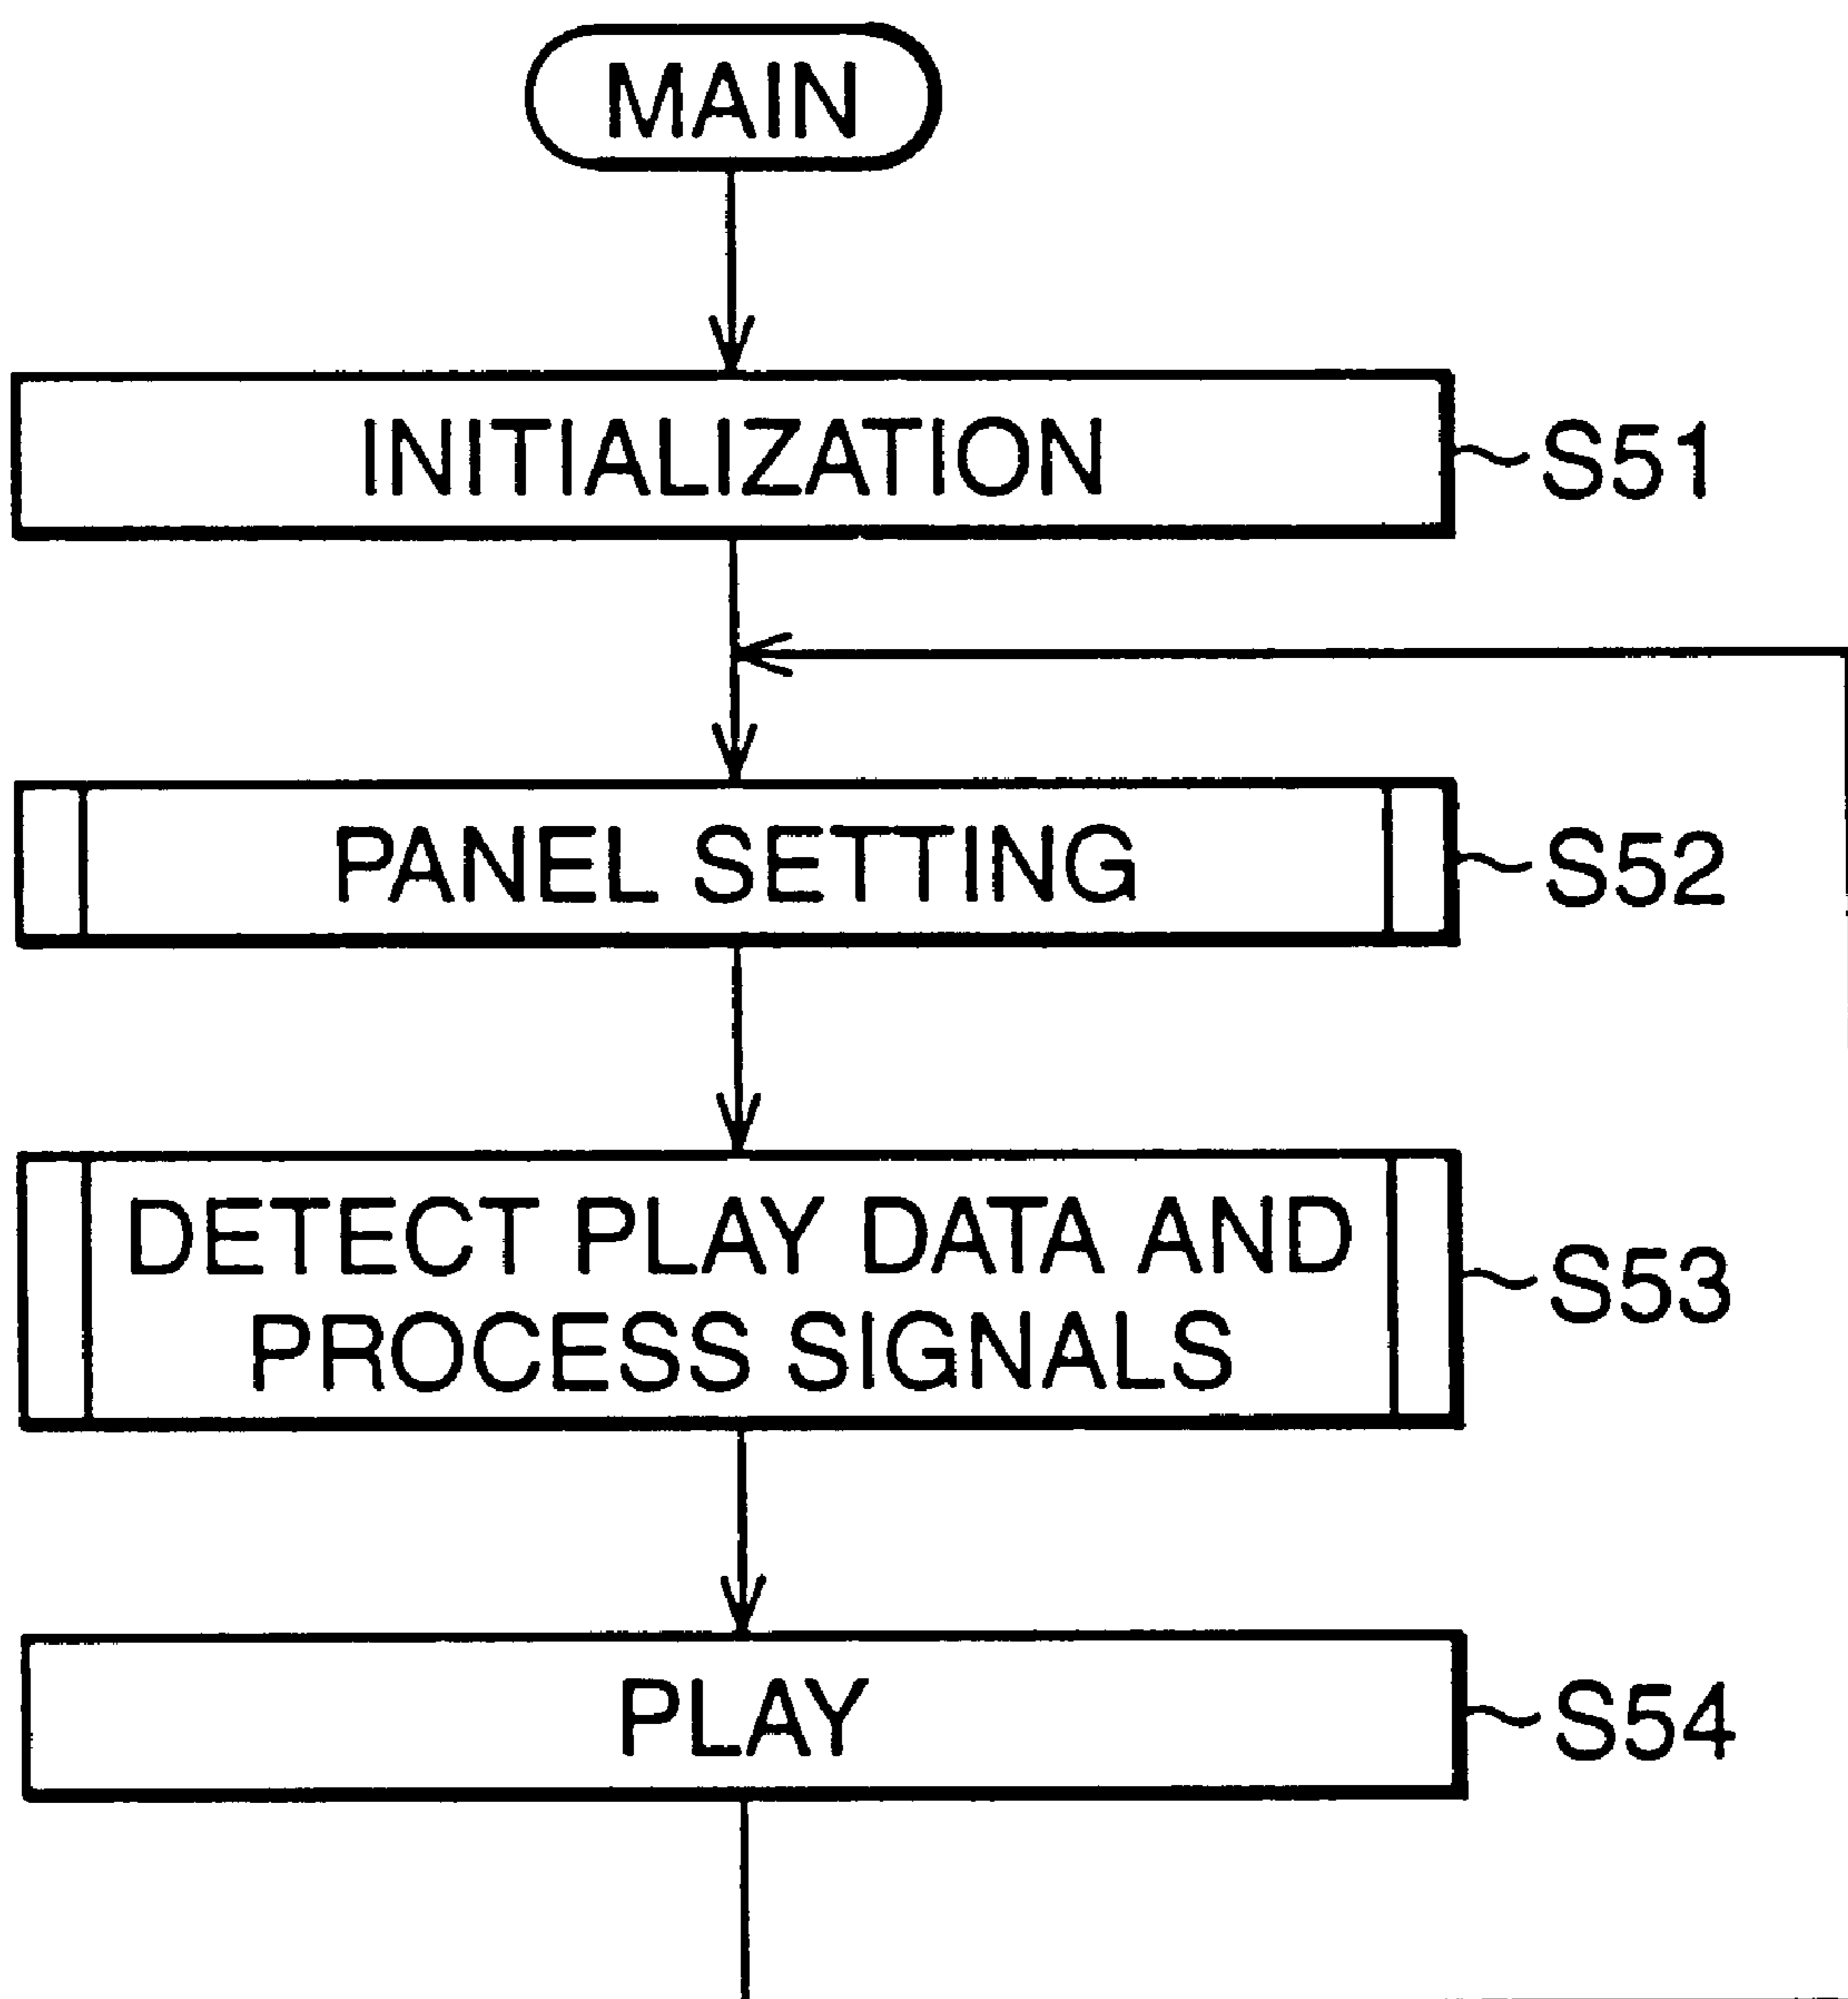 MAIN
INITIALIZATION
S51
PANEL SETTING
S52
DETECT PLAY DATA AND
PROCESS SIGNALS
S53
PLAY
S54